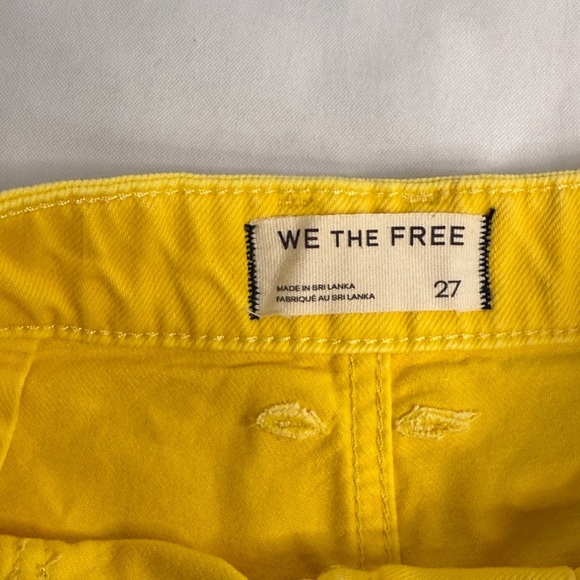 WE THE FREE
MADE IN SRI LANKA
FABRIQUÉ AU SRI LANKA
27